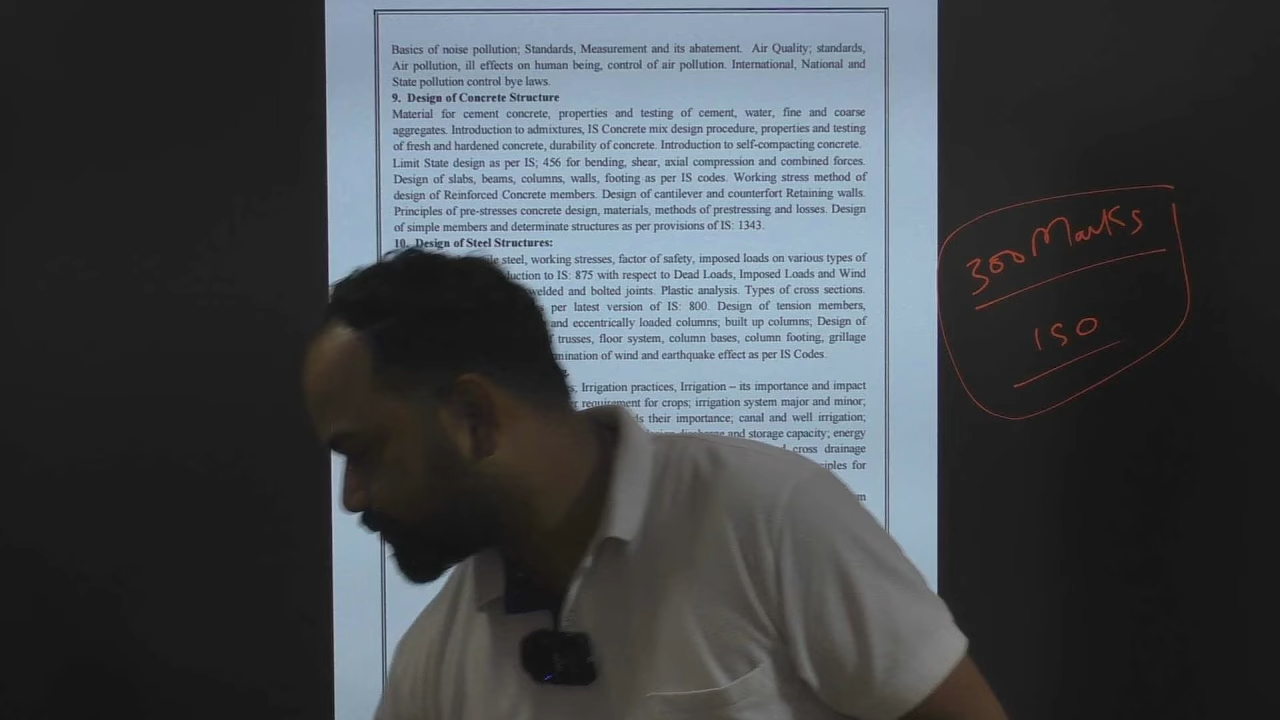 Basics of noise pollution; Standards, Measurement and its abatement. Air Quality; standards,
Air pollution, ill effects on human being, control of air pollution. International, National and
State pollution control bye laws.
9. Design of Concrete Structure
Material for cement concrete, properties and testing of cement, water, fine and coarse
aggregates. Introduction to admixtures, IS Concrete mix design procedure, properties and testing
of fresh and hardened concrete, durability of concrete. Introduction to self-compacting concrete.
Limit State design as per IS; 456 for bending, shear, axial compression and combined forces.
Design of slabs, beams, columns, walls, footing as per IS codes. Working stress method of
design of Reinforced Concrete members. Design of cantilever and counterfort Retaining walls.
Principles of pre-stresses concrete design, materials, methods of prestressing and losses. Design
of simple members and determinate structures as per provisions of IS: 1343.
10. Design of Steel Structures:
steel, working stresses, factor of safety, imposed loads on various types of
to IS: 875 with respect to Dead Loads, Imposed Loads and Wind
welded and bolted joints. Plastic analysis. Types of cross sections.
per latest version of IS: 800. Design of tension members,
and eccentrically loaded columns; built up columns; Design of
trusses, floor system, column bases, column footing, grillage
of wind and earthquake effect as per IS Codes.
Irrigation practices, Irrigation – its importance and impact
requirement for crops; irrigation system major and minor;
their importance; canal and well irrigation;
and storage capacity; energy
cross drainage
for
300 Marks
150